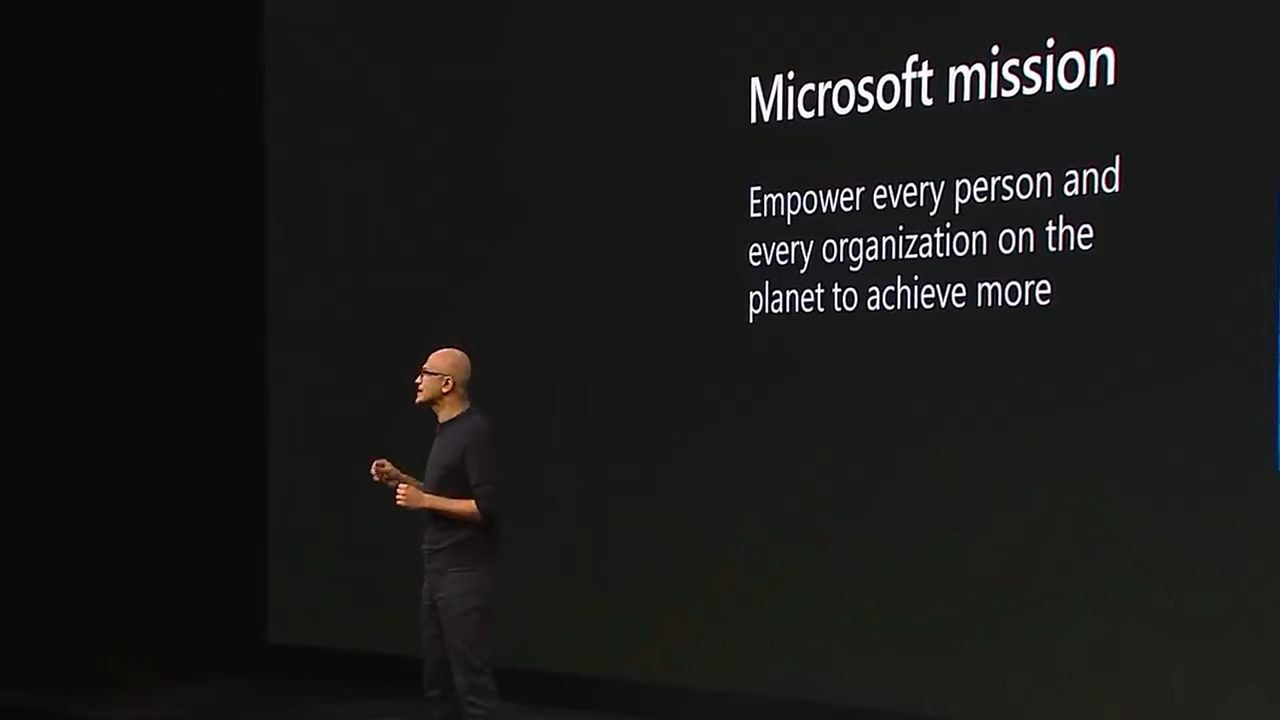 Microsoft mission
Empower every person and
every organization on the
planet to achieve more